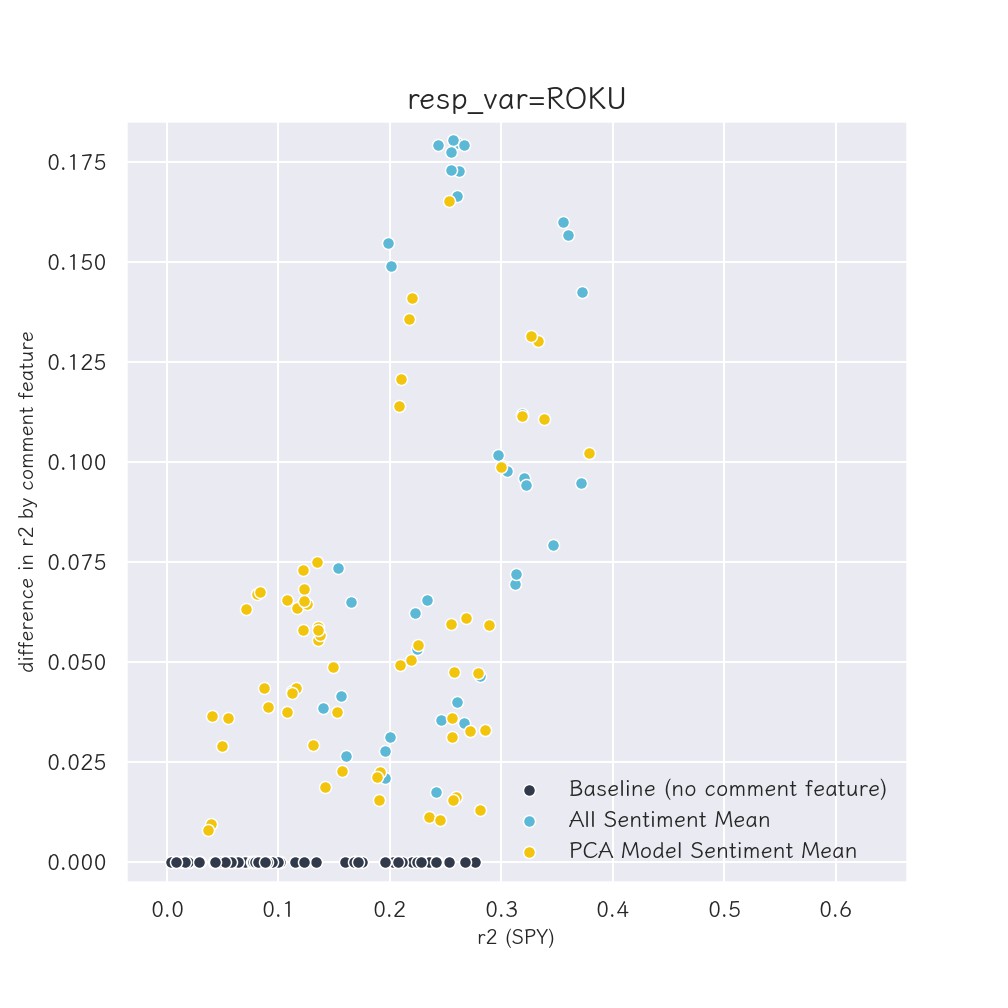 resp_var=ROKU
difference in r2 by comment feature
0.175
0.150
0.125
0.100
0.075
0.050
0.025
0.000
Baseline (no comment feature)
All Sentiment Mean
PCA Model Sentiment Mean
0.0 0.1 0.2 0.3 0.4 0.5 0.6
r2 (SPY)